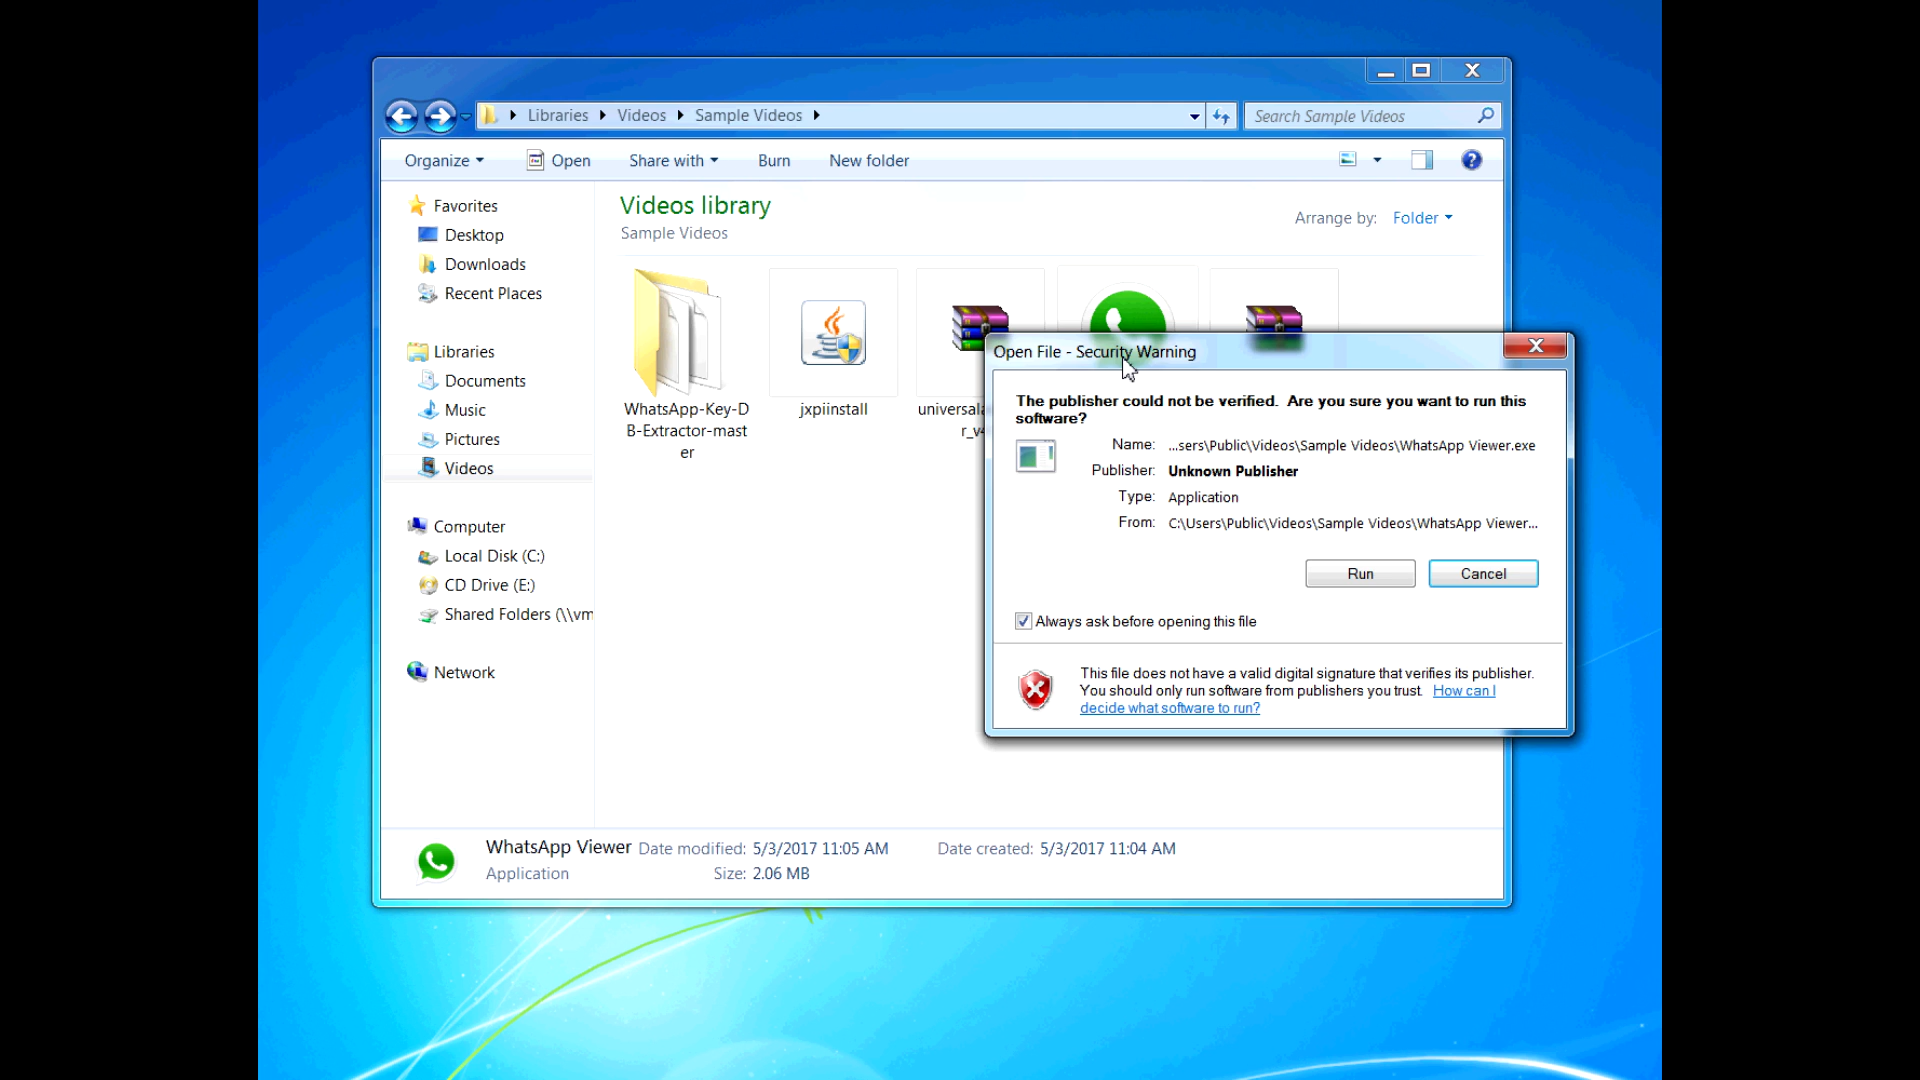 Libraries
Videos
Sample Videos
Search Sample Videos
Organize
Open
Share with
Burn
New folder
Favorites
Desktop
Downloads
Recent Places
Libraries
Documents
Music
Pictures
Videos
Computer
Local Disk (C:)
CD Drive (E:)
Shared Folders (\\vm
Network
Videos library
Sample Videos
Arrange by: Folder
WhatsApp-Key-D
B-Extractor-mast
er
jxpiinstall
Open File - Security Warning
The publisher could not be verified. Are you sure you want to run this
software?
Name: ...sers\Public\Videos\Sample Videos\WhatsApp Viewer.exe
Publisher: Unknown Publisher
Type: Application
From: C:\Users\Public\Videos\Sample Videos\WhatsApp Viewer...
Run
Cancel
Always ask before opening this file
This file does not have a valid digital signature that verifies its publisher.
You should only run software from publishers you trust. How can I
decide what software to run?
WhatsApp Viewer Date modified: 5/3/2017 11:05 AM Date created: 5/3/2017 11:04 AM
Application Size: 2.06 MB